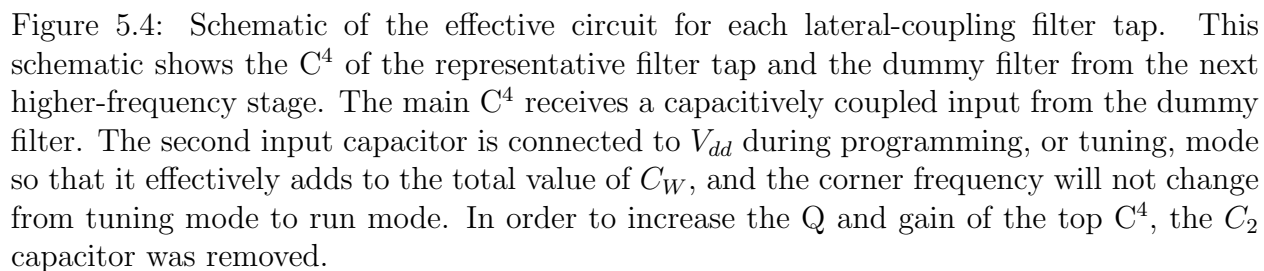 Figure 5.4: Schematic of the effective circuit for each lateral-coupling filter tap. This
schematic shows the C⁴ of the representative filter tap and the dummy filter from the next
higher-frequency stage. The main C⁴ receives a capacitively coupled input from the dummy
filter. The second input capacitor is connected to V_dd during programming, or tuning, mode
so that it effectively adds to the total value of C_W, and the corner frequency will not change
from tuning mode to run mode. In order to increase the Q and gain of the top C⁴, the C₂
capacitor was removed.